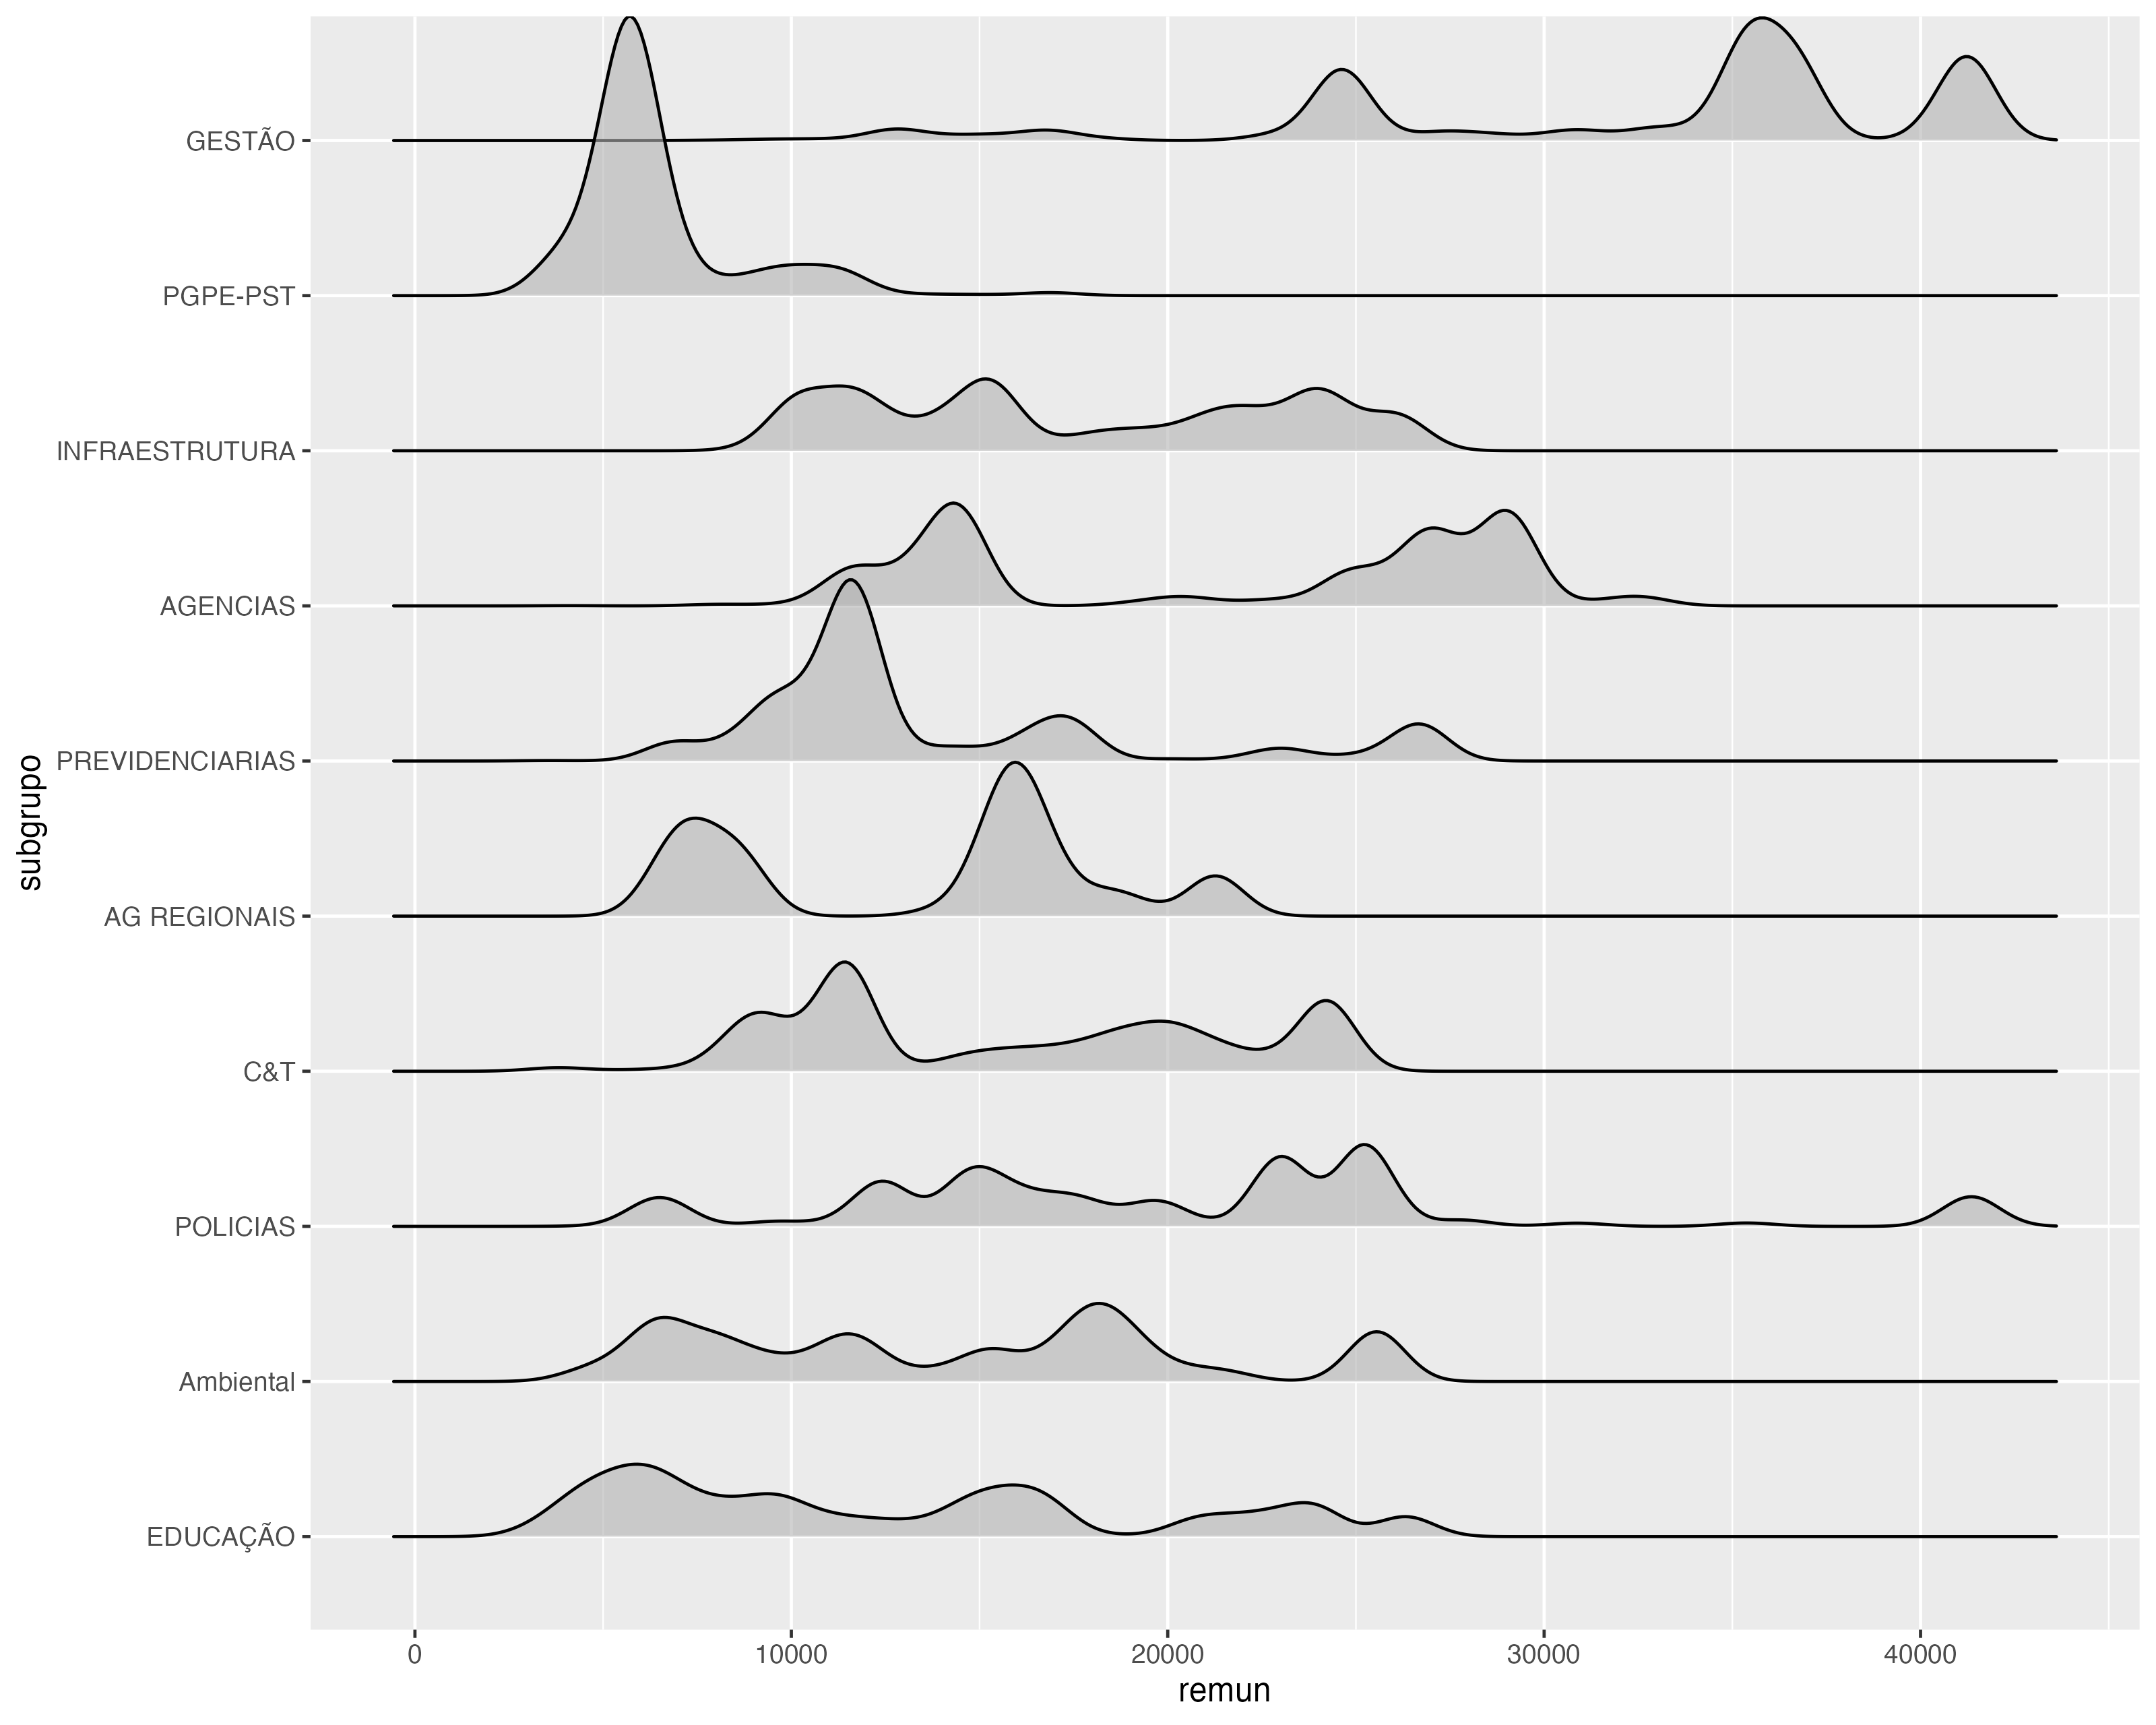 GESTÃO
PGPE-PST
INFRAESTRUTURA
AGENCIAS
PREVIDENCIARIAS
AG REGIONAIS
C&T
POLICIAS
Ambiental
EDUCAÇÃO
subgrupo
0 10000 20000 30000 40000
remun